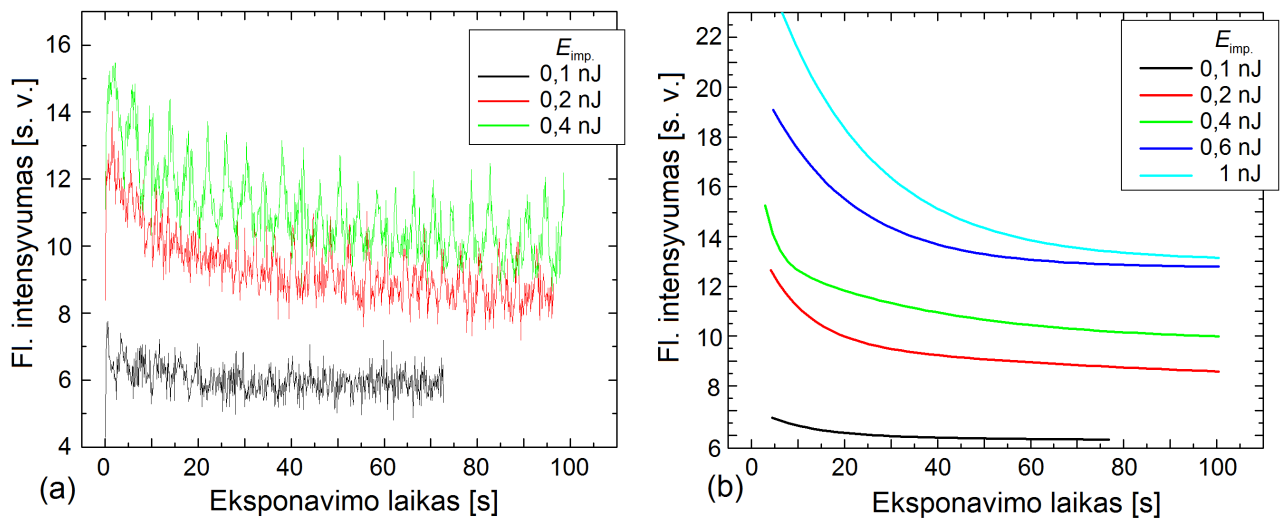 Fl. intensyvumas [s. v.]
16
14
12
10
8
6
4
E imp.
0,1 nJ
0,2 nJ
0,4 nJ
0 20 40 60 80 100
Eksponavimo laikas [s]
(a)
Fl. intensyvumas [s. v.]
22
20
18
16
14
12
10
8
6
E imp.
0,1 nJ
0,2 nJ
0,4 nJ
0,6 nJ
1 nJ
0 20 40 60 80 100
Eksponavimo laikas [s]
(b)